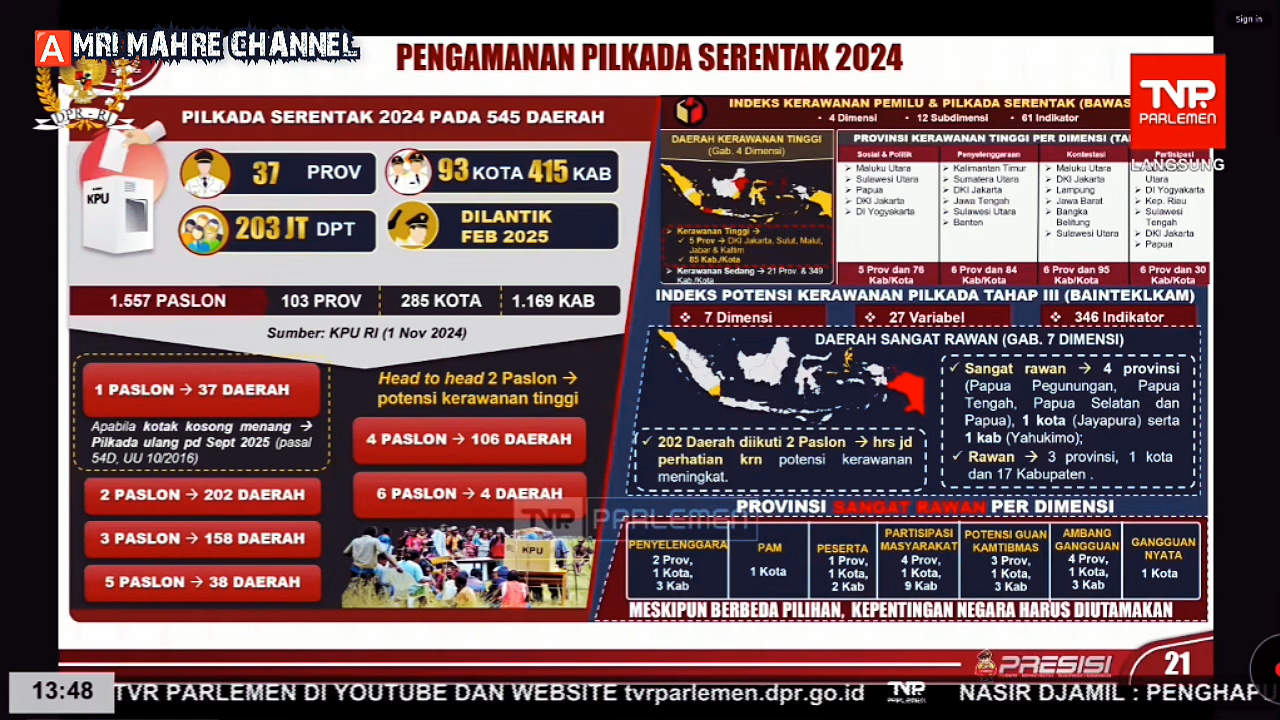 Sign in
A MRI MAHRE CHANNEL
DPR - RI
PENGAMANAN PILKADA SERENTAK 2024
TVP.
PARLEMEN
LANGSUNG
PILKADA SERENTAK 2024 PADA 545 DAERAH
KPU
37 PROV
93 KOTA 415 KAB
203 JT DPT
DILANTIK
FEB 2025
1.557 PASLON
103 PROV
285 KOTA
1.169 KAB
Sumber: KPU RI (1 Nov 2024)
1 PASLON → 37 DAERAH
Apabila kotak kosong menang →
Pilkada ulang pd Sept 2025 (pasal
54D, UU 10/2016)
2 PASLON → 202 DAERAH
3 PASLON → 158 DAERAH
5 PASLON → 38 DAERAH
Head to head 2 Paslon →
potensi kerawanan tinggi
4 PASLON → 106 DAERAH
6 PASLON → 4 DAERAH
KPU
TVP. PARLEMEN
INDEKS KERAWANAN PEMILU & PILKADA SERENTAK (BAWAS
• 4 Dimensi • 12 Subdimensi • 61 Indikator
DAERAH KERAWANAN TINGGI
(Gab. 4 Dimensi)
➢ Kerawanan Tinggi →
✓ 5 Prov → DKI Jakarta, Sulut, Malut,
Jabar & Kaltim
✓ 85 Kab./Kota
➢ Kerawanan Sedang → 21 Prov. & 349
Kab./Kota
PROVINSI KERAWANAN TINGGI PER DIMENSI (TA
Sosial & Politik
➢ Maluku Utara
➢ Sulawesi Utara
➢ Papua
➢ DKI Jakarta
➢ DI Yogyakarta
5 Prov dan 76
Kab/Kota
Penyelenggaraan
➢ Kalimantan Timur
➢ Sumatera Utara
➢ DKI Jakarta
➢ Jawa Tengah
➢ Sulawesi Utara
➢ Banten
6 Prov dan 84
Kab/Kota
Kontestasi
➢ Maluku Utara
➢ DKI Jakarta
➢ Lampung
➢ Jawa Barat
➢ Bangka
Belitung
➢ Sulawesi Utara
6 Prov dan 95
Kab/Kota
Partisipasi
Utara
➢ DI Yogyakarta
➢ Kep. Riau
➢ Sulawesi
Tengah
➢ DKI Jakarta
➢ Papua
6 Prov dan 30
Kab/Kota
INDEKS POTENSI KERAWANAN PILKADA TAHAP III (BAINTEKLKAM)
❖ 7 Dimensi
❖ 27 Variabel
❖ 346 Indikator
DAERAH SANGAT RAWAN (GAB. 7 DIMENSI)
✓ 202 Daerah diikuti 2 Paslon → hrs jd
perhatian krn potensi kerawanan
meningkat.
✓ Sangat rawan → 4 provinsi
(Papua Pegunungan, Papua
Tengah, Papua Selatan dan
Papua), 1 kota (Jayapura) serta
1 kab (Yahukimo);
✓ Rawan → 3 provinsi, 1 kota
dan 17 Kabupaten .
PROVINSI SANGAT RAWAN PER DIMENSI
PENYELENGGARA
2 Prov,
1 Kota,
3 Kab
PAM
1 Kota
PESERTA
1 Prov,
1 Kota,
2 Kab
PARTISIPASI
MASYARAKAT
4 Prov,
1 Kota,
9 Kab
POTENSI GUAN
KAMTIBMAS
3 Prov,
1 Kota,
3 Kab
AMBANG
GANGGUAN
4 Prov,
1 Kota,
3 Kab
GANGGUAN
NYATA
1 Kota
MESKIPUN BERBEDA PILIHAN, KEPENTINGAN NEGARA HARUS DIUTAMAKAN
PRESISI
21
13:48
TVR PARLEMEN DI YOUTUBE DAN WEBSITE tvrparlemen.dpr.go.id TVP. PARLEMEN NASIR DJAMIL : PENGHAPU